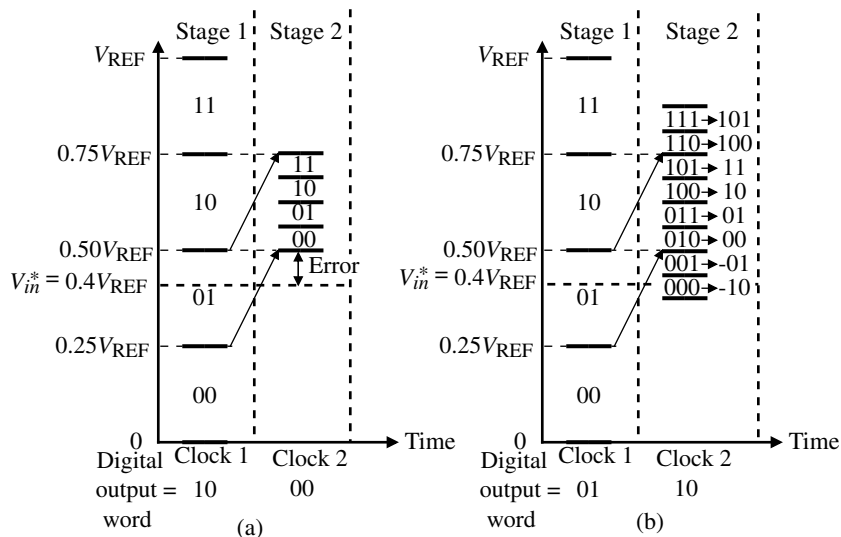 Stage 1 Stage 2
V_REF
11
0.75V_REF
11
10
10
01
00
0.50V_REF
Error
V_in^* = 0.4V_REF
01
0.25V_REF
00
0
Time
Clock 1 Clock 2
Digital output word = 10 00
(a)
Stage 1 Stage 2
V_REF
11
111→101
110→100
0.75V_REF
101→11
10
100→10
011→01
010→00
0.50V_REF
001→-01
V_in^* = 0.4V_REF
01
000→-10
0.25V_REF
00
0
Time
Clock 1 Clock 2
Digital output word = 01 10
(b)